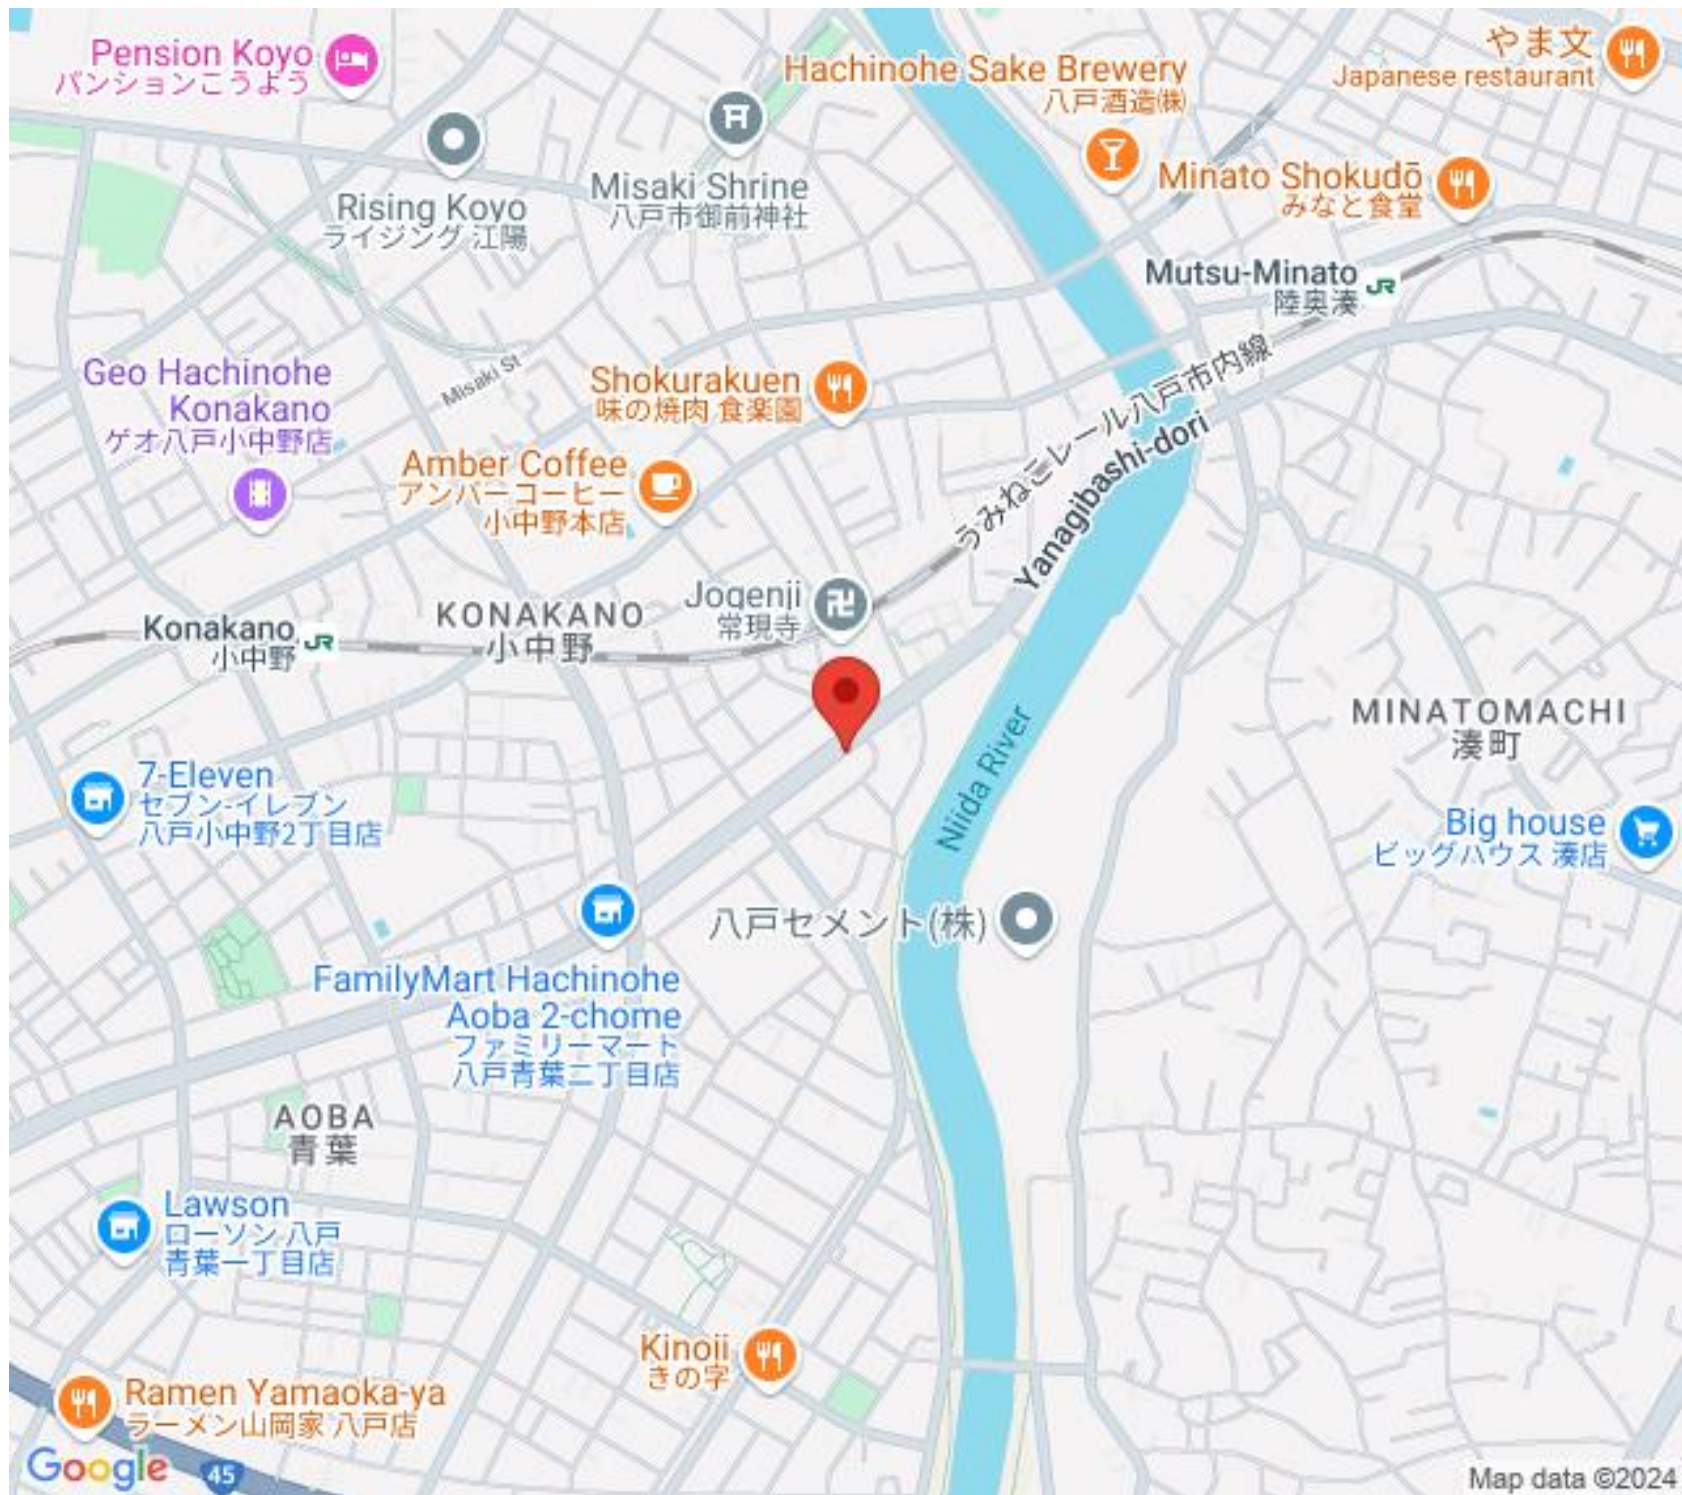 Pension Koyo
パンションこうよう
Hachinohe Sake Brewery
八戸酒造㈱
やま文
Japanese restaurant
Rising Koyo
ライジング 江陽
Misaki Shrine
八戸市御前神社
Minato Shokudō
みなと食堂
Mutsu-Minato
陸奥湊
JR
Geo Hachinohe
Konakano
ゲオ八戸小中野店
Misaki St
Shokurakuen
味の焼肉 食楽園
うみねこレール八戸市内線
Yanagibashi-dori
Amber Coffee
アンバーコーヒー
小中野本店
Konakano
小中野
JR
KONAKANO
小中野
Jogenji
常現寺
MINATOMACHI
湊町
Niida River
7-Eleven
セブン-イレブン
八戸小中野2丁目店
Big house
ビッグハウス 湊店
八戸セメント(株)
FamilyMart Hachinohe
Aoba 2-chome
ファミリーマート
八戸青葉二丁目店
AOBA
青葉
Lawson
ローソン 八戸
青葉一丁目店
Kinoji
きの字
Ramen Yamaoka-ya
ラーメン山岡家 八戸店
Google
45
Map data ©2024